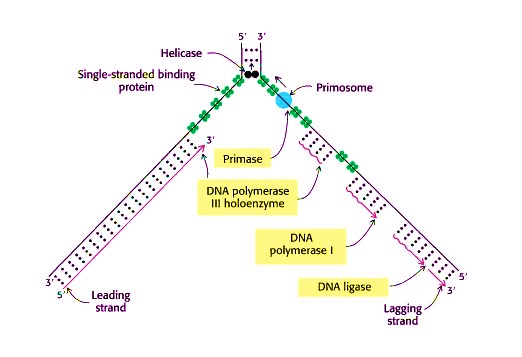 5′ 3′
Helicase
Single-stranded binding
protein
Primosome
3′
Primase
DNA polymerase
III holoenzyme
DNA
polymerase I
DNA ligase
3′
5′
Leading
strand
5′
3′
Lagging
strand